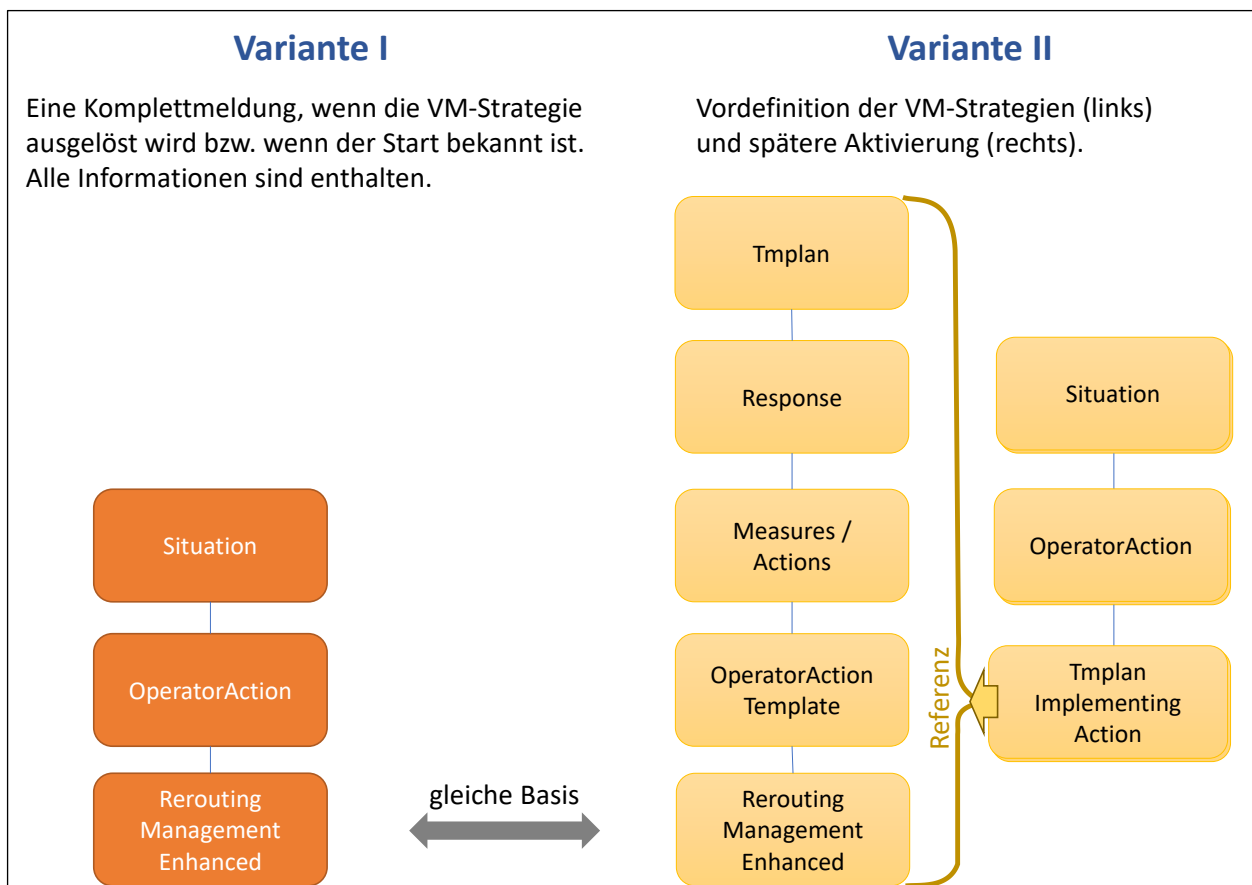 Variante I
Eine Komplettmeldung, wenn die VM-Strategie
ausgelöst wird bzw. wenn der Start bekannt ist.
Alle Informationen sind enthalten.
Situation
OperatorAction
Rerouting
Management
Enhanced
gleiche Basis
Variante II
Vordefinition der VM-Strategien (links)
und spätere Aktivierung (rechts).
Tmplan
Response
Measures /
Actions
OperatorAction
Template
Rerouting
Management
Enhanced
Referenz
Situation
OperatorAction
Tmplan
Implementing
Action